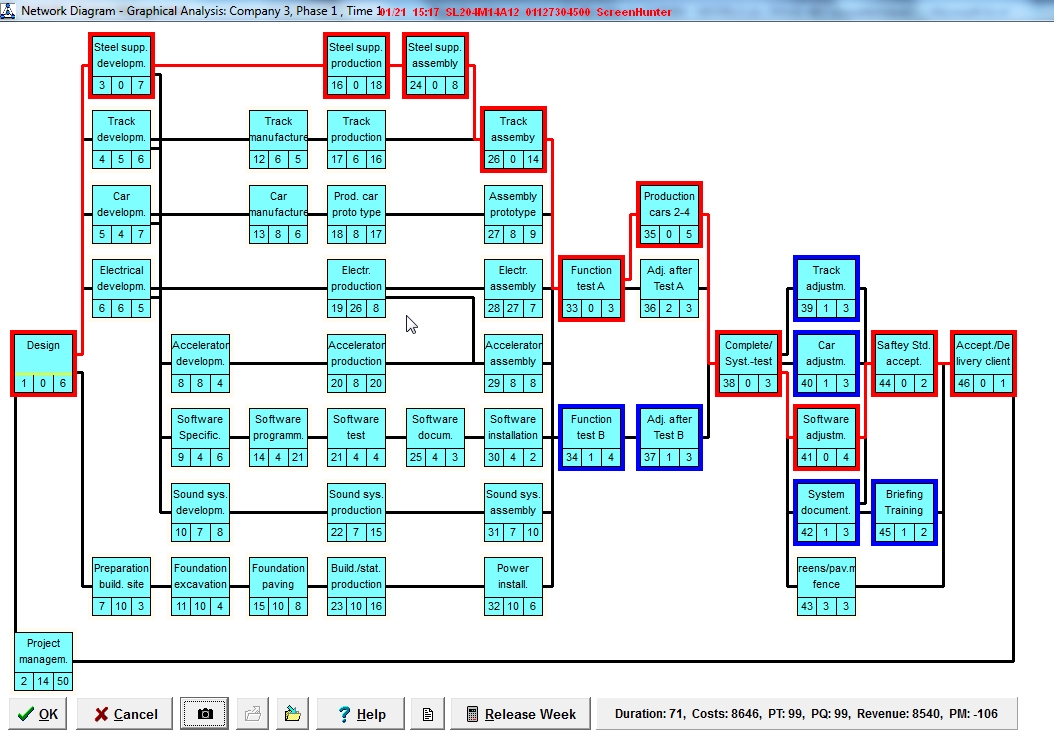 Network Diagram - Graphical Analysis: Company 3, Phase 1 , Time 1
01/21 15:17 SL204M14A12 01127304500 ScreenHunter
Steel supp.
developm.
3 0 7
Steel supp.
production
16 0 18
Steel supp.
assembly
24 0 8
Track
developm.
4 5 6
Track
manufacture
12 6 5
Track
production
17 6 16
Track
assemby
26 0 14
Car
developm.
5 4 7
Car
manufacture
13 8 6
Prod. car
proto type
18 8 17
Assembly
prototype
27 8 9
Production
cars 2-4
35 0 5
Electrical
developm.
6 6 5
Electr.
production
19 26 8
Electr.
assembly
28 27 7
Function
test A
33 0 3
Adj. after
Test A
36 2 3
Track
adjustm.
39 1 3
Design
1 0 6
Accelerator
developm.
8 8 4
Accelerator
production
20 8 20
Accelerator
assembly
29 8 8
Complete/
Syst.-test
38 0 3
Car
adjustm.
40 1 3
Saftey Std.
accept.
44 0 2
Accept./De
livery client
46 0 1
Software
Specific.
9 4 6
Software
programm.
14 4 21
Software
test
21 4 4
Software
docum.
25 4 3
Software
installation
30 4 2
Function
test B
34 1 4
Adj. after
Test B
37 1 3
Software
adjustm.
41 0 4
Sound sys.
developm.
10 7 8
Sound sys.
production
22 7 15
Sound sys.
assembly
31 7 10
System
document.
42 1 3
Briefing
Training
45 1 2
Preparation
build. site
7 10 3
Foundation
excavation
11 10 4
Foundation
paving
15 10 8
Build./stat.
production
23 10 16
Power
install.
32 10 6
reens/pav.m
fence
43 3 3
Project
managem.
2 14 50
OK
Cancel
Help
Release Week
Duration: 71, Costs: 8646, PT: 99, PQ: 99, Revenue: 8540, PM: -106